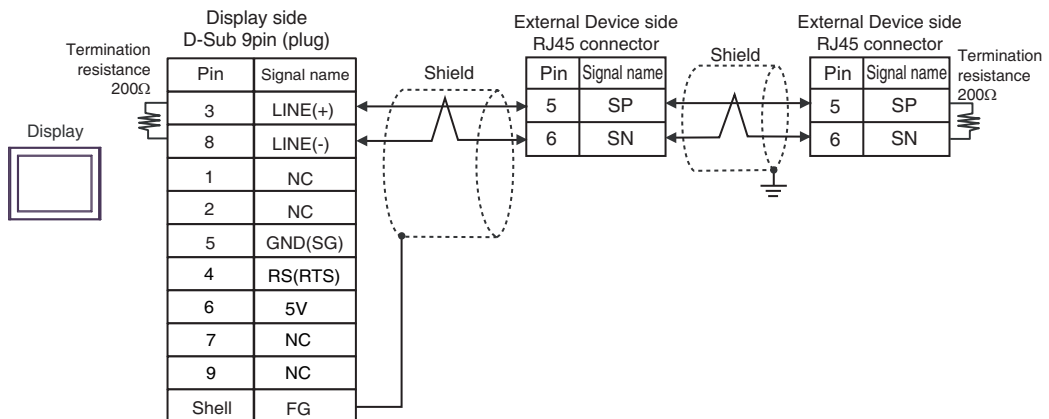 Display side
D-Sub 9pin (plug)
External Device side
RJ45 connector
External Device side
RJ45 connector
Termination
resistance
200Ω
Termination
resistance
200Ω
Display
Shield
Shield
Pin Signal name
3 LINE(+)
8 LINE(-)
1 NC
2 NC
5 GND(SG)
4 RS(RTS)
6 5V
7 NC
9 NC
Shell FG
Pin Signal name
5 SP
6 SN
Pin Signal name
5 SP
6 SN